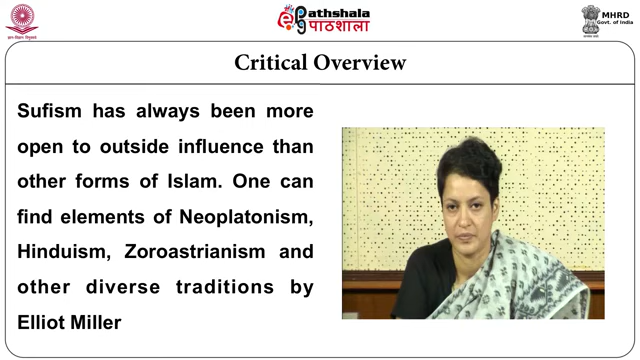 Pathshala
पाठशाला
MHRD
Govt. of India
Critical Overview
Sufism has always been more
open to outside influence than
other forms of Islam. One can
find elements of Neoplatonism,
Hinduism, Zoroastrianism and
other diverse traditions by
Elliot Miller